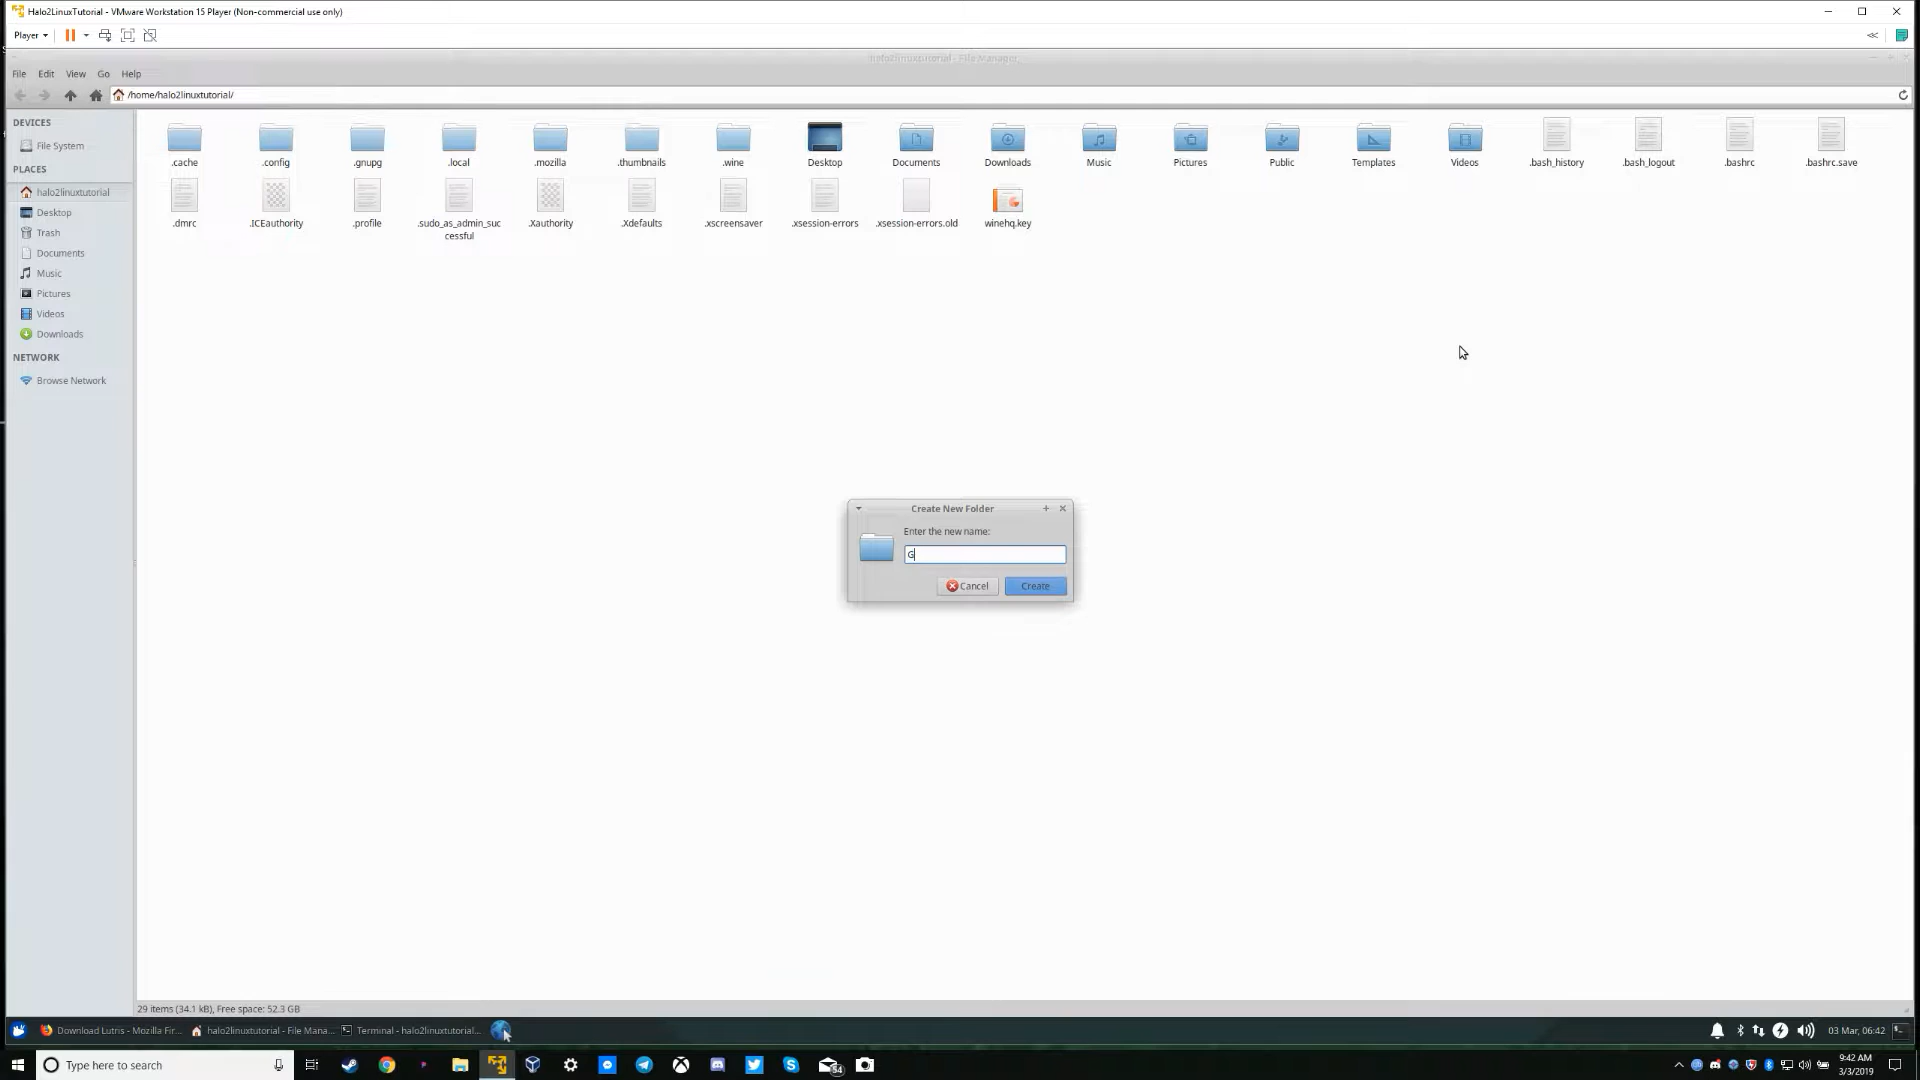 Halo2LinuxTutorial - VMware Workstation 15 Player (Non-commercial use only)
Player
halo2linuxtutorial - File Manager
File Edit View Go Help
/home/halo2linuxtutorial/
DEVICES
File System
PLACES
halo2linuxtutorial
Desktop
Trash
Documents
Music
Pictures
Videos
Downloads
NETWORK
Browse Network
.cache .config .gnupg .local .mozilla .thumbnails .wine Desktop Documents Downloads Music Pictures Public Templates Videos .bash_history .bash_logout .bashrc .bashrc.save
.dmrc .ICEauthority .profile .sudo_as_admin_suc .Xauthority .Xdefaults .xscreensaver .xsession-errors .xsession-errors.old winehq.key
cessful
Create New Folder
Enter the new name:
G
Cancel Create
29 items (34.1 kB), Free space: 52.3 GB
Download Lutris - Mozilla Fir... halo2linuxtutorial - File Mana... Terminal - halo2linuxtutorial... 03 Mar, 06:42
Type here to search
54
9:42 AM
3/3/2019